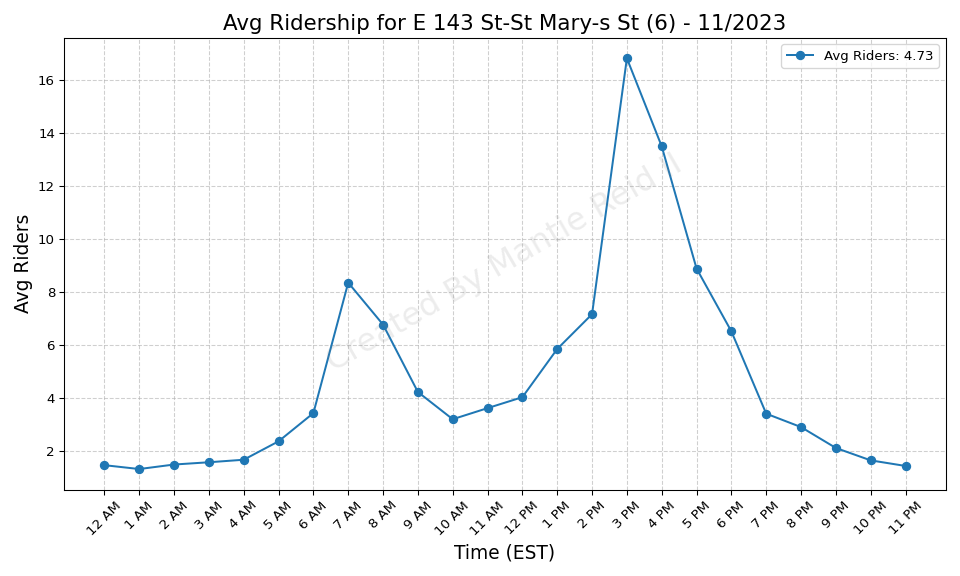 Avg Ridership for E 143 St-St Mary-s St (6) - 11/2023
Avg Riders: 4.73
Avg Riders
16
14
12
10
8
6
4
2
Created By Mantie Reid II
12 AM
1 AM
2 AM
3 AM
4 AM
5 AM
6 AM
7 AM
8 AM
9 AM
10 AM
11 AM
12 PM
1 PM
2 PM
3 PM
4 PM
5 PM
6 PM
7 PM
8 PM
9 PM
10 PM
11 PM
Time (EST)